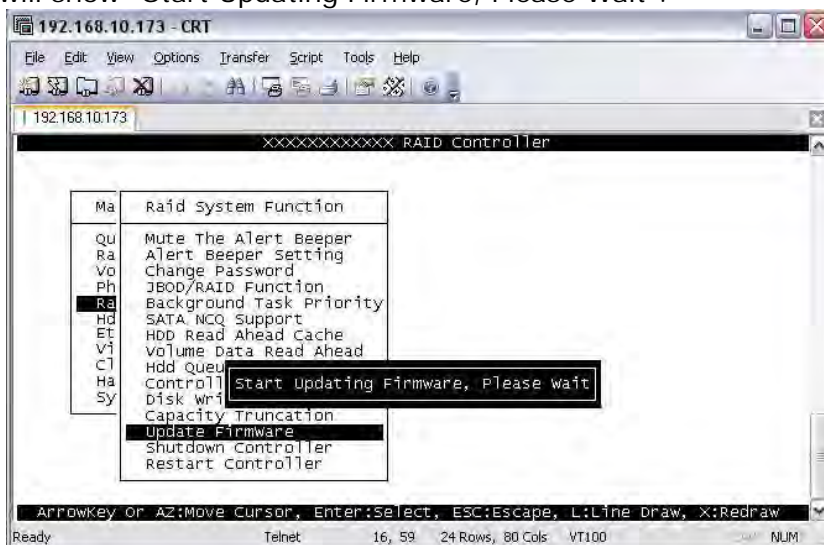 will show "Start Updating Firmware, Please Wait".
192.168.10.173 - CRT
File Edit View Options Transfer Script Tools Help
192.168.10.173
XXXXXXXXXXXX RAID Controller
Ma
Raid System Function
Qu
Mute The Alert Beeper
Ra
Alert Beeper Setting
Vo
Change Password
Ph
JBOD/RAID Function
Ra
Background Task Priority
Hd
SATA NCQ Support
Et
HDD Read Ahead Cache
Vi
Volume Data Read Ahead
Cl
Hdd Queu
Ha
Controll
Start Updating Firmware, Please Wait
Sy
Disk Wri
Capacity Truncation
Update FirmWare
Shutdown Controller
Restart Controller
ArrowKey Or AZ:Move Cursor, Enter:Select, ESC:Escape, L:Line Draw, X:Redraw
Ready Telnet 16, 59 24 Rows, 80 Cols VT100 NUM